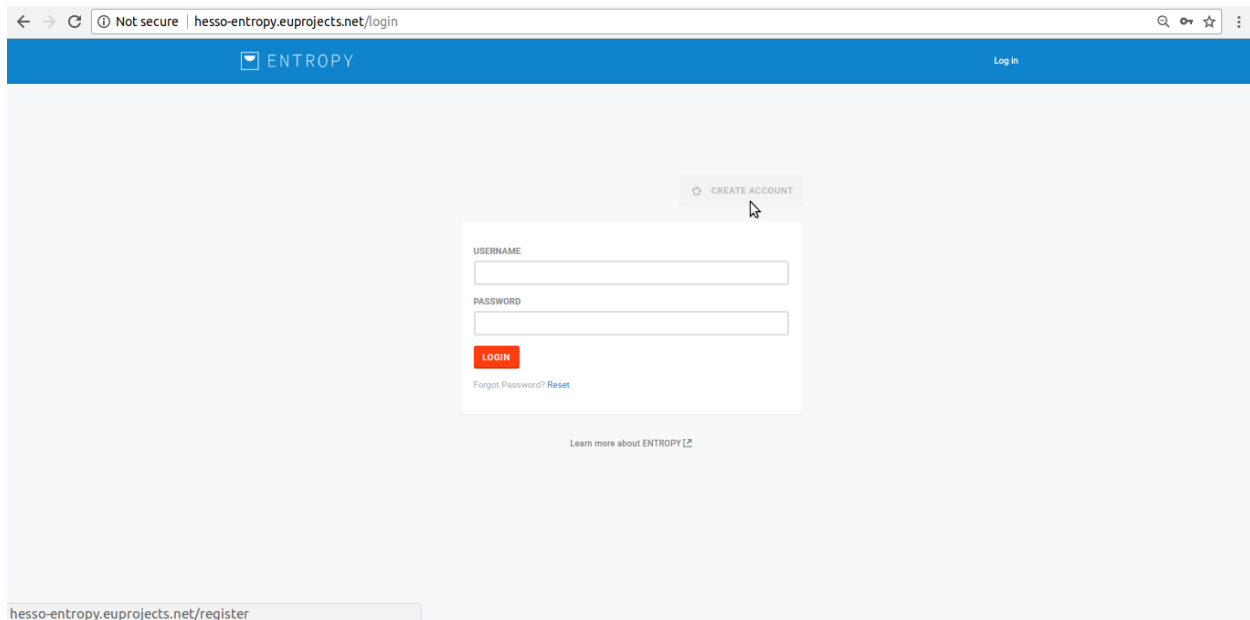 Not secure hesso-entropy.euprojects.net/login
ENTROPY Log in
CREATE ACCOUNT
USERNAME
PASSWORD
LOGIN
Forgot Password? Reset
Learn more about ENTROPY
hesso-entropy.euprojects.net/register